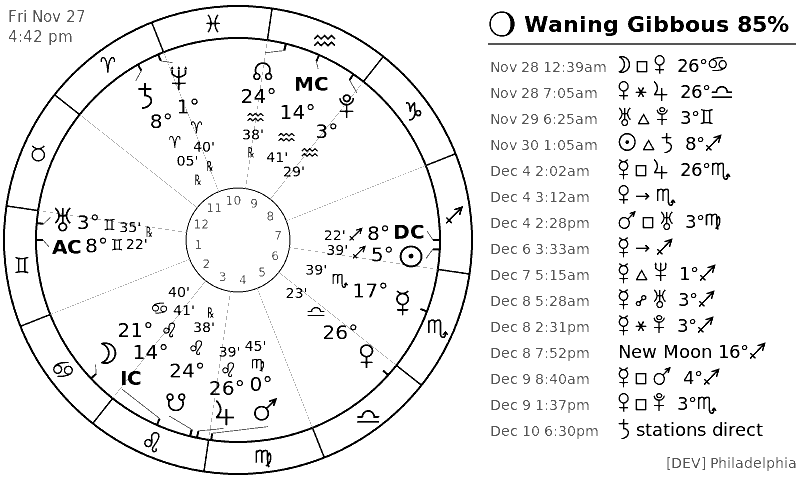 Fri Nov 27
4:42 pm
♓
♒
♑
♐
♏
♎
♍
♌
♋
♊
♉
♈
♄ 8° ♈ 05' ℞
♆ 1° ♈ 40' ℞
☊ 24° ♒ 38' ℞
MC 14° ♒ 41'
♇ 3° ♒ 29'
♅ 3° ♊ 35' ℞
AC 8° ♊ 22'
22' ♐ 8° DC
39' ♐ 5° ☉
39' ♏ 17° ☿
23' ♎ 26° ♀
40' ♋ 21° ☽
41' ♌ 14° IC
℞ 38' ♌ 24° ☋
39' ♌ 26° ♃
45' ♍ 0° ♂
1
2
3
4
5
6
7
8
9
10
11
12
Waning Gibbous 85%
Nov 28 12:39am ☽ □ ♀ 26°♋
Nov 28 7:05am ♀ ⚹ ♃ 26°♎
Nov 29 6:25am ♅ △ ♇ 3°♊
Nov 30 1:05am ☉ △ ♄ 8°♐
Dec 4 2:02am ☿ □ ♃ 26°♏
Dec 4 3:12am ♀ → ♏
Dec 4 2:28pm ♂ □ ♅ 3°♍
Dec 6 3:33am ☿ → ♐
Dec 7 5:15am ☿ △ ♆ 1°♐
Dec 8 5:28am ☿ ☍ ♅ 3°♐
Dec 8 2:31pm ☿ ⚹ ♇ 3°♐
Dec 8 7:52pm New Moon 16°♐
Dec 9 8:40am ☿ □ ♂ 4°♐
Dec 9 1:37pm ♀ □ ♇ 3°♏
Dec 10 6:30pm ♄ stations direct
[DEV] Philadelphia